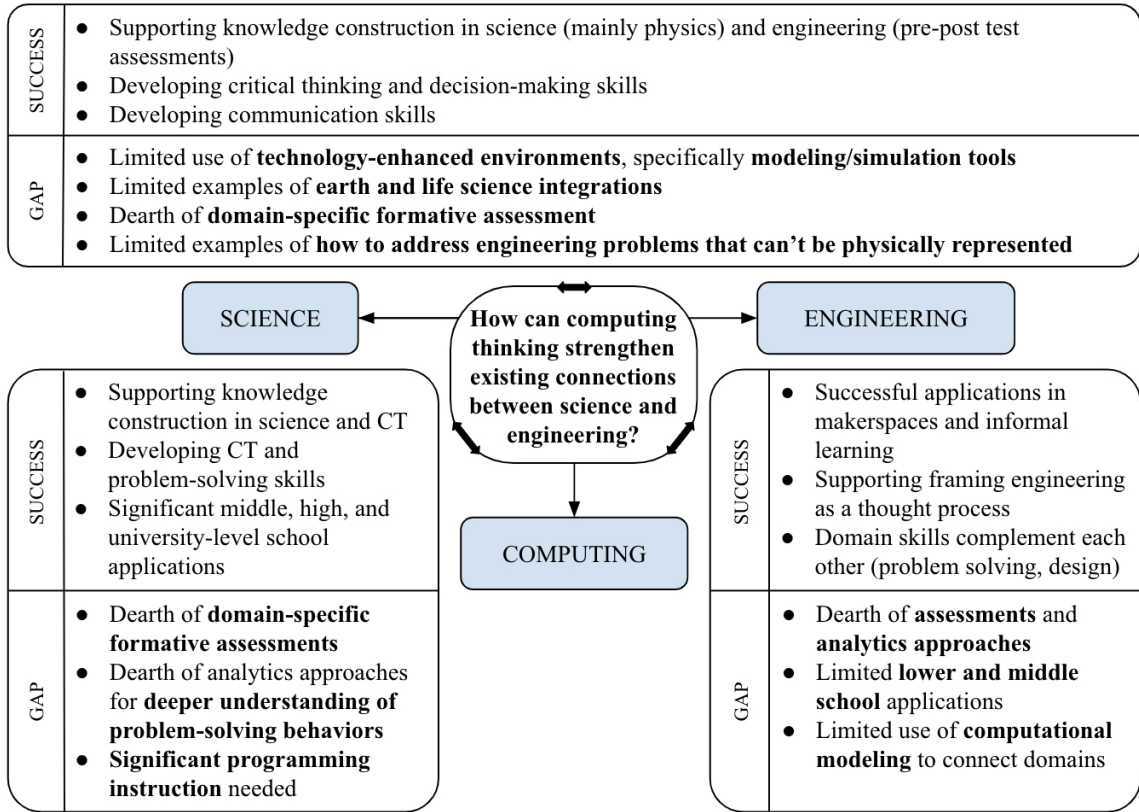 SUCCESS
● Supporting knowledge construction in science (mainly physics) and engineering (pre-post test
assessments)
● Developing critical thinking and decision-making skills
● Developing communication skills
GAP
● Limited use of technology-enhanced environments, specifically modeling/simulation tools
● Limited examples of earth and life science integrations
● Dearth of domain-specific formative assessment
● Limited examples of how to address engineering problems that can't be physically represented
SCIENCE
How can computing
thinking strengthen
existing connections
between science and
engineering?
ENGINEERING
COMPUTING
SUCCESS
● Supporting knowledge
construction in science and CT
● Developing CT and
problem-solving skills
● Significant middle, high, and
university-level school
applications
GAP
● Dearth of domain-specific
formative assessments
● Dearth of analytics approaches
for deeper understanding of
problem-solving behaviors
● Significant programming
instruction needed
SUCCESS
● Successful applications in
makerspaces and informal
learning
● Supporting framing engineering
as a thought process
● Domain skills complement each
other (problem solving, design)
GAP
● Dearth of assessments and
analytics approaches
● Limited lower and middle
school applications
● Limited use of computational
modeling to connect domains